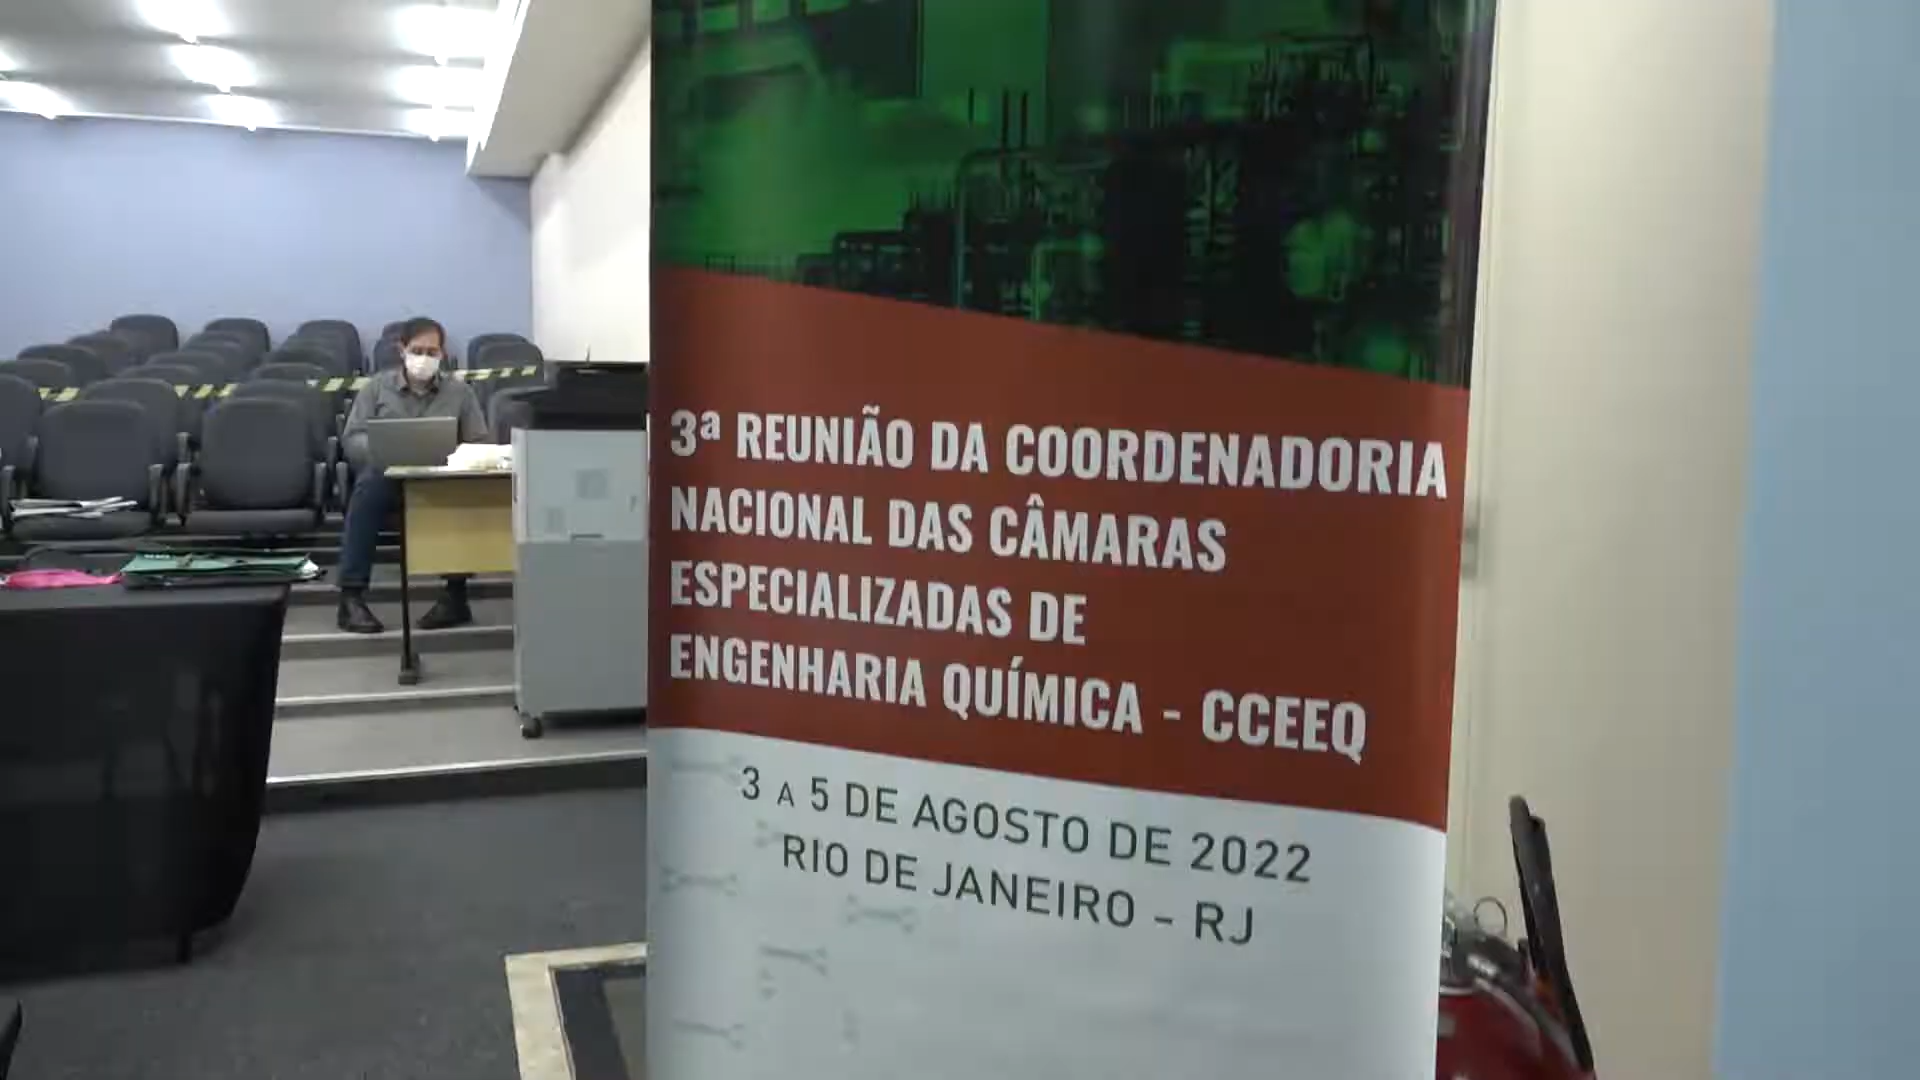 3ª REUNIÃO DA COORDENADORIA
NACIONAL DAS CÂMARAS
ESPECIALIZADAS DE
ENGENHARIA QUÍMICA - CCEEQ
3 A 5 DE AGOSTO DE 2022
RIO DE JANEIRO - RJ